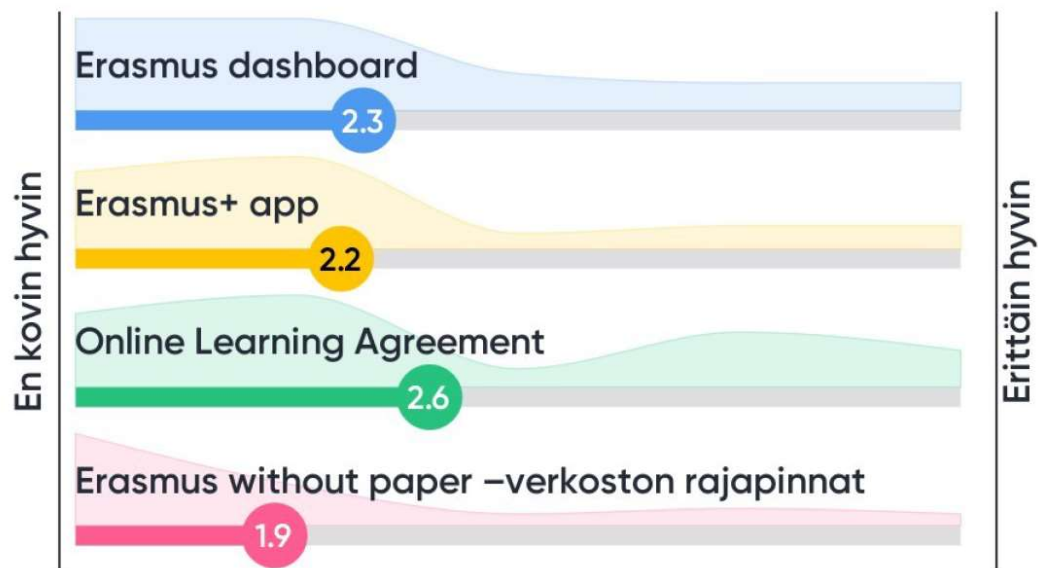 En kovin hyvin
Erasmus dashboard
2.3
Erasmus+ app
2.2
Online Learning Agreement
2.6
Erasmus without paper –verkoston rajapinnat
1.9
Erittäin hyvin